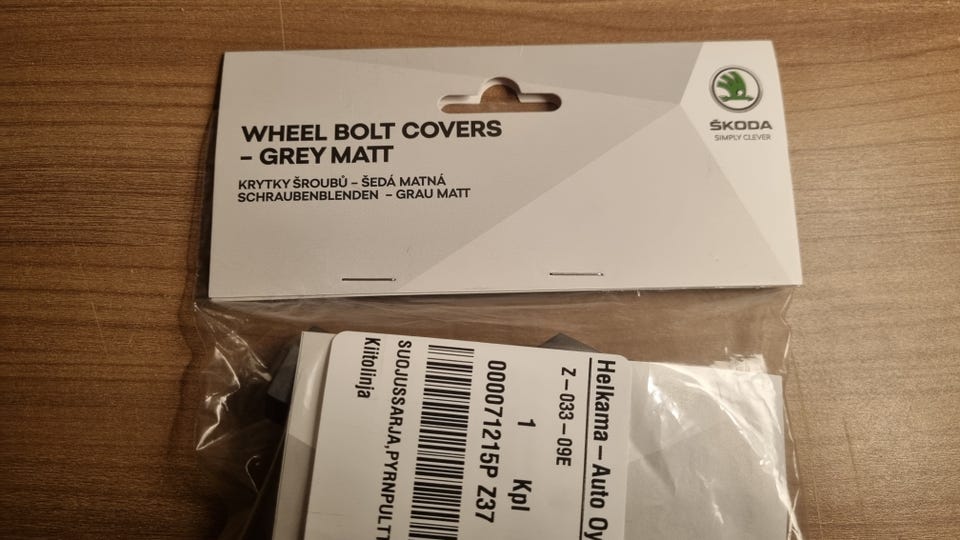 WHEEL BOLT COVERS
– GREY MATT
KRYTKY ŠROUBŮ – ŠEDÁ MATNÁ
SCHRAUBENBLENDEN – GRAU MATT
ŠKODA
SIMPLY CLEVER
Helkama – Auto Oy
Z – 033 – 09E
1 Kpl
000071215P Z37
SUOJUSSARJA,PYRNPULTT
Kiitolinja